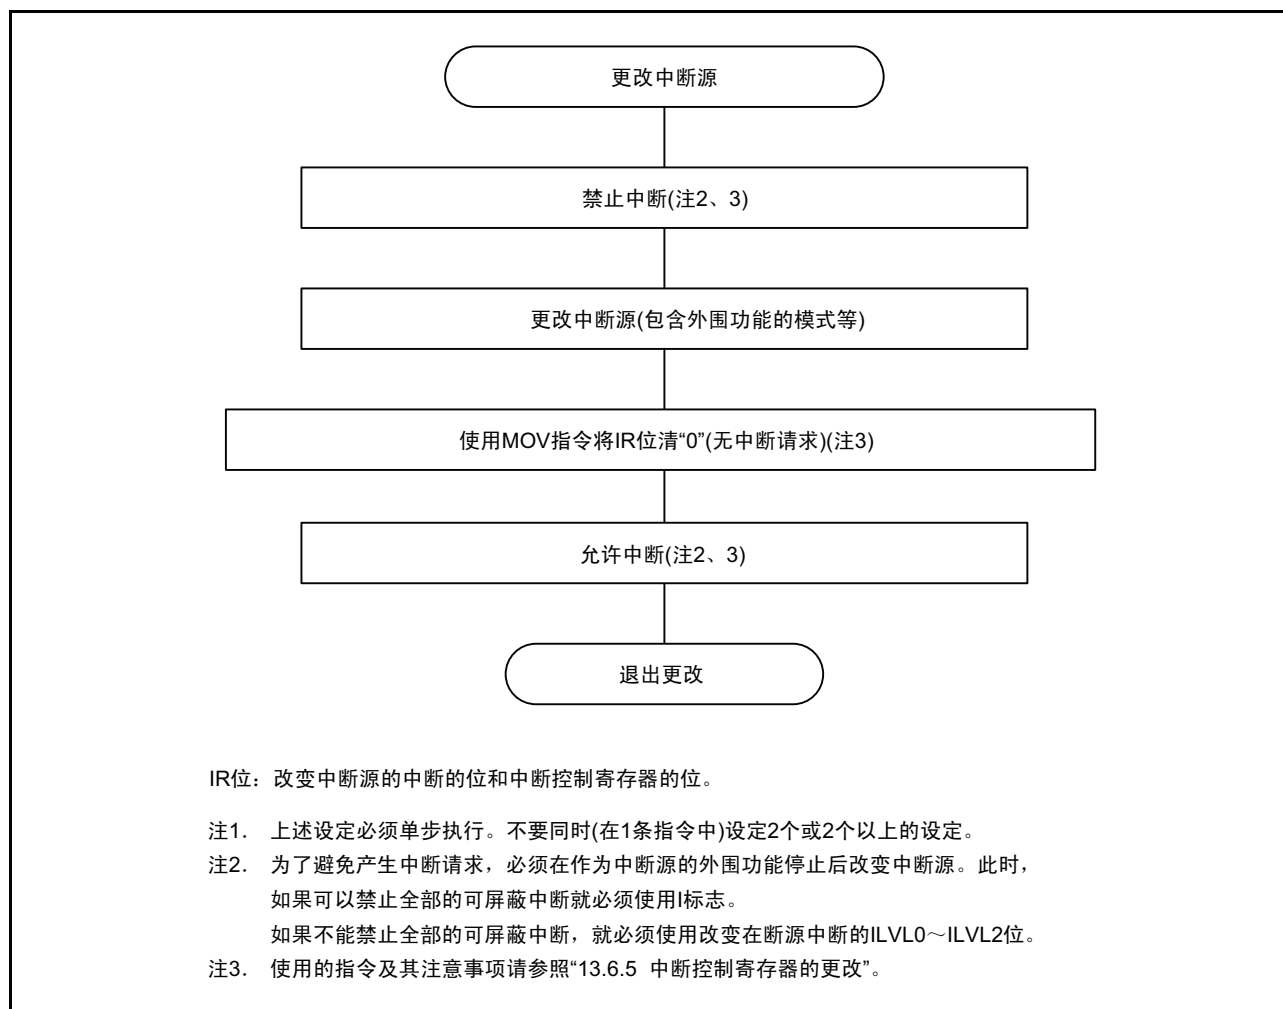 更改中断源
禁止中断(注2、3)
更改中断源(包含外围功能的模式等)
使用MOV指令将IR位清“0”(无中断请求)(注3)
允许中断(注2、3)
退出更改
IR位：改变中断源的中断的位和中断控制寄存器的位。
注1. 上述设定必须单步执行。不要同时(在1条指令中)设定2个或2个以上的设定。
注2. 为了避免产生中断请求，必须在作为中断源的外围功能停止后改变中断源。此时，
如果可以禁止全部的可屏蔽中断就必须使用I标志。
如果不能禁止全部的可屏蔽中断，就必须使用改变在断源中断的ILVL0～ILVL2位。
注3. 使用的指令及其注意事项请参照“13.6.5 中断控制寄存器的更改”。